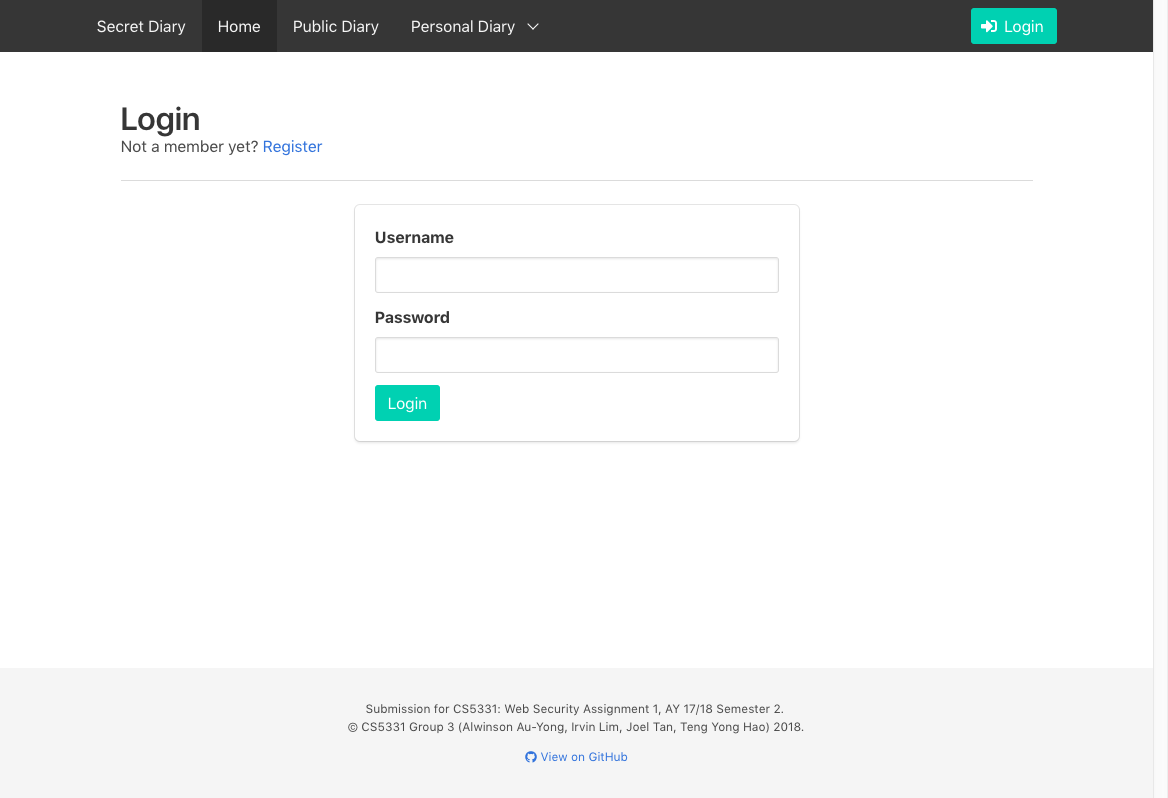 Secret Diary Home Public Diary Personal Diary Login
Login
Not a member yet? Register
Username
Password
Login
Submission for CS5331: Web Security Assignment 1, AY 17/18 Semester 2.
© CS5331 Group 3 (Alwinson Au-Yong, Irvin Lim, Joel Tan, Teng Yong Hao) 2018.
View on GitHub